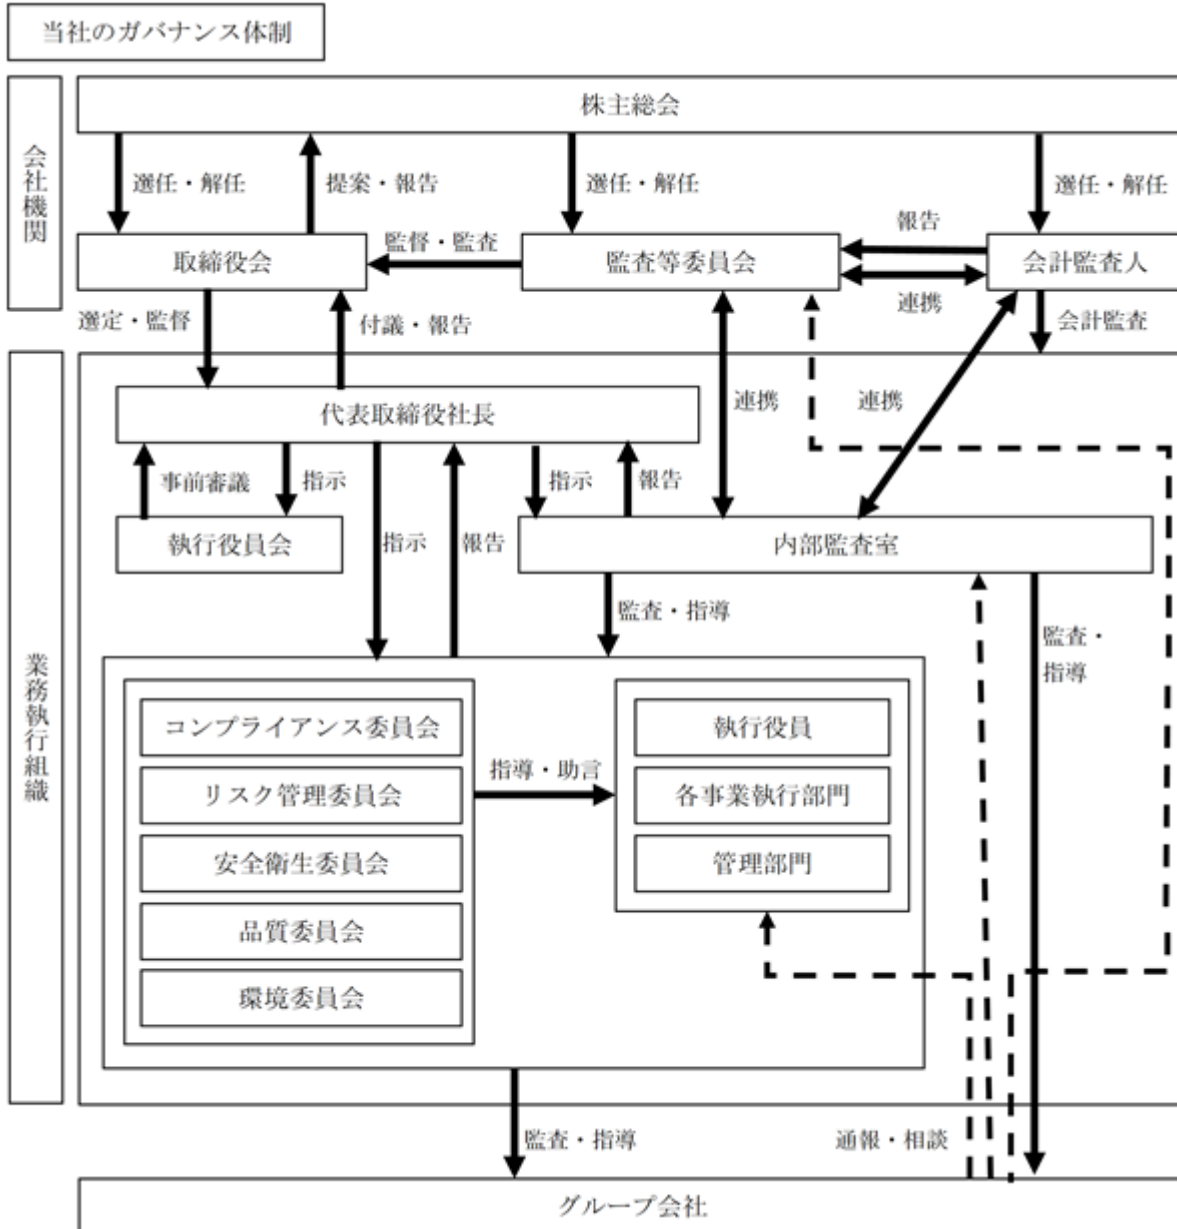 当社のガバナンス体制
会社機関
株主総会
選任・解任
提案・報告
選任・解任
選任・解任
取締役会
監督・監査
監査等委員会
報告
連携
会計監査人
選定・監督
付議・報告
会計監査
業務執行組織
代表取締役社長
連携
連携
事前審議
指示
指示
報告
指示
報告
執行役員会
内部監査室
監査・指導
監査・
指導
コンプライアンス委員会
リスク管理委員会
安全衛生委員会
品質委員会
環境委員会
指導・助言
執行役員
各事業執行部門
管理部門
監査・指導
通報・相談
グループ会社